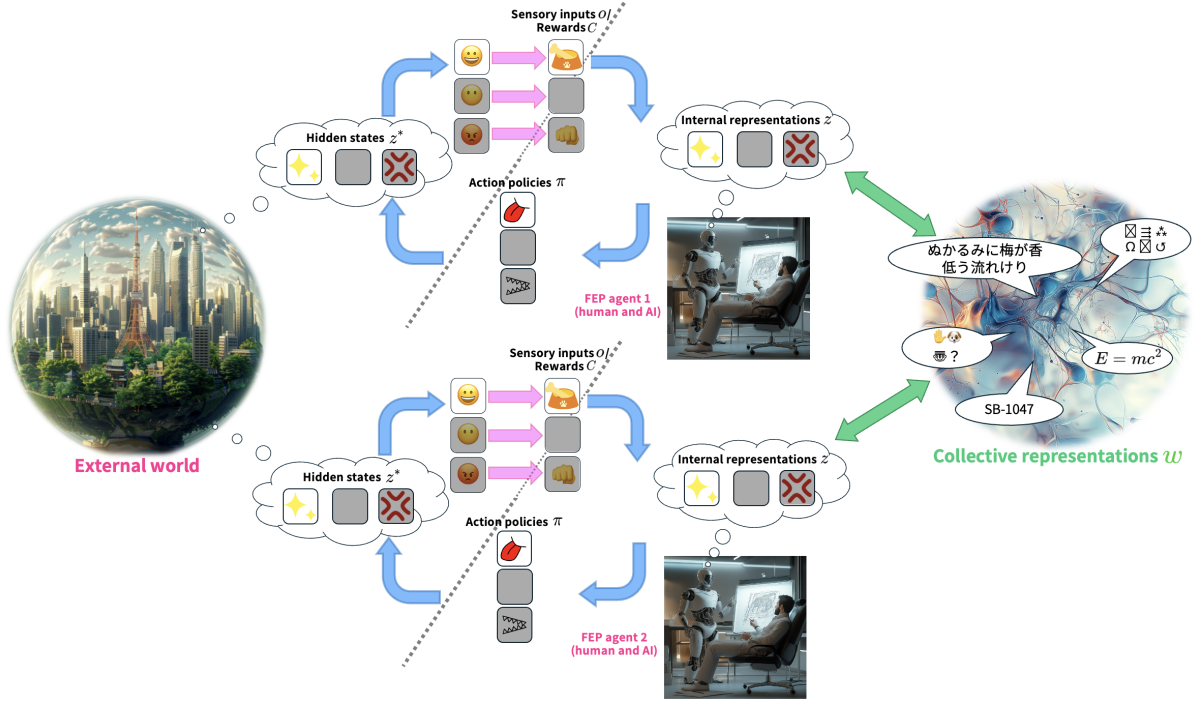 Sensory inputs o/
Rewards C
Hidden states z*
Internal representations z
Action policies π
FEP agent 1
(human and AI)
External world
ぬかるみに梅が香
低う流れけり
E = mc²
SB-1047
Collective representations w
Sensory inputs o/
Rewards C
Hidden states z*
Internal representations z
Action policies π
FEP agent 2
(human and AI)